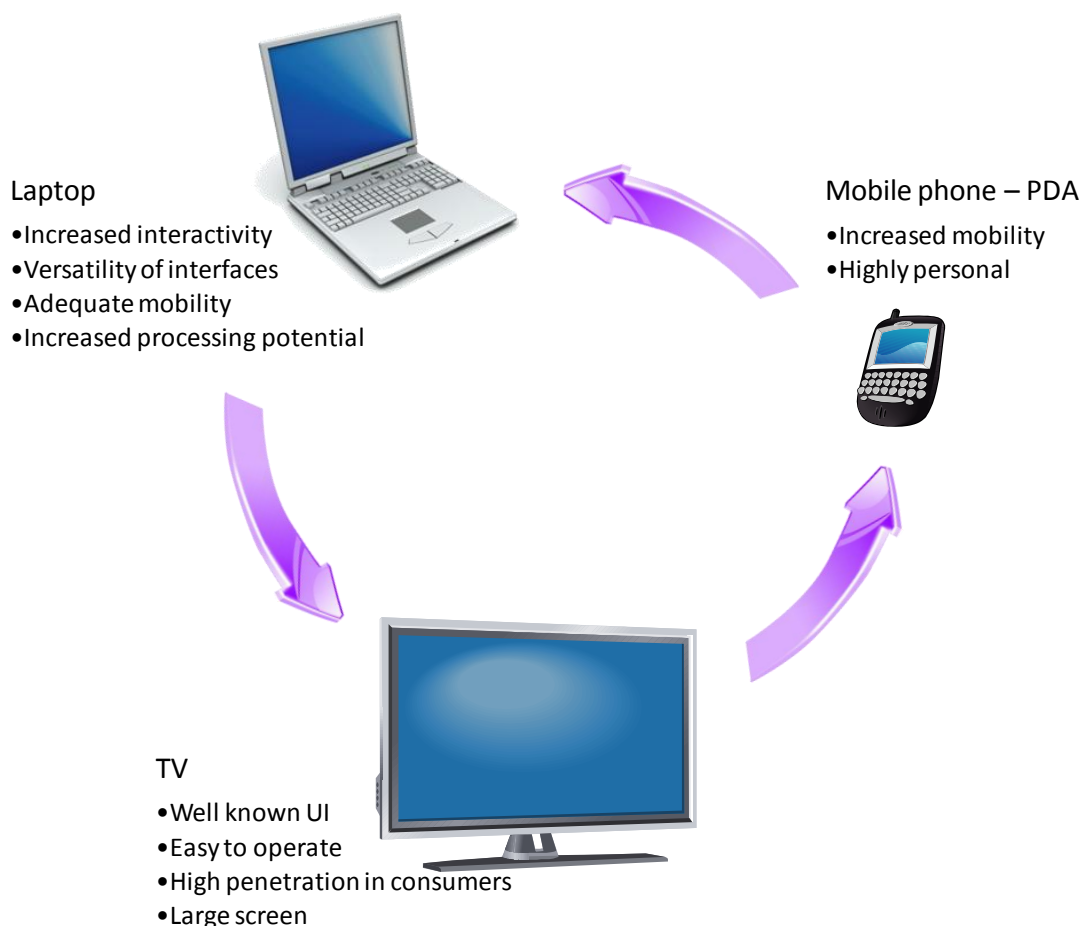 Laptop
•Increased interactivity
•Versatility of interfaces
•Adequate mobility
•Increased processing potential
Mobile phone – PDA
•Increased mobility
•Highly personal
TV
•Well known UI
•Easy to operate
•High penetration in consumers
•Large screen